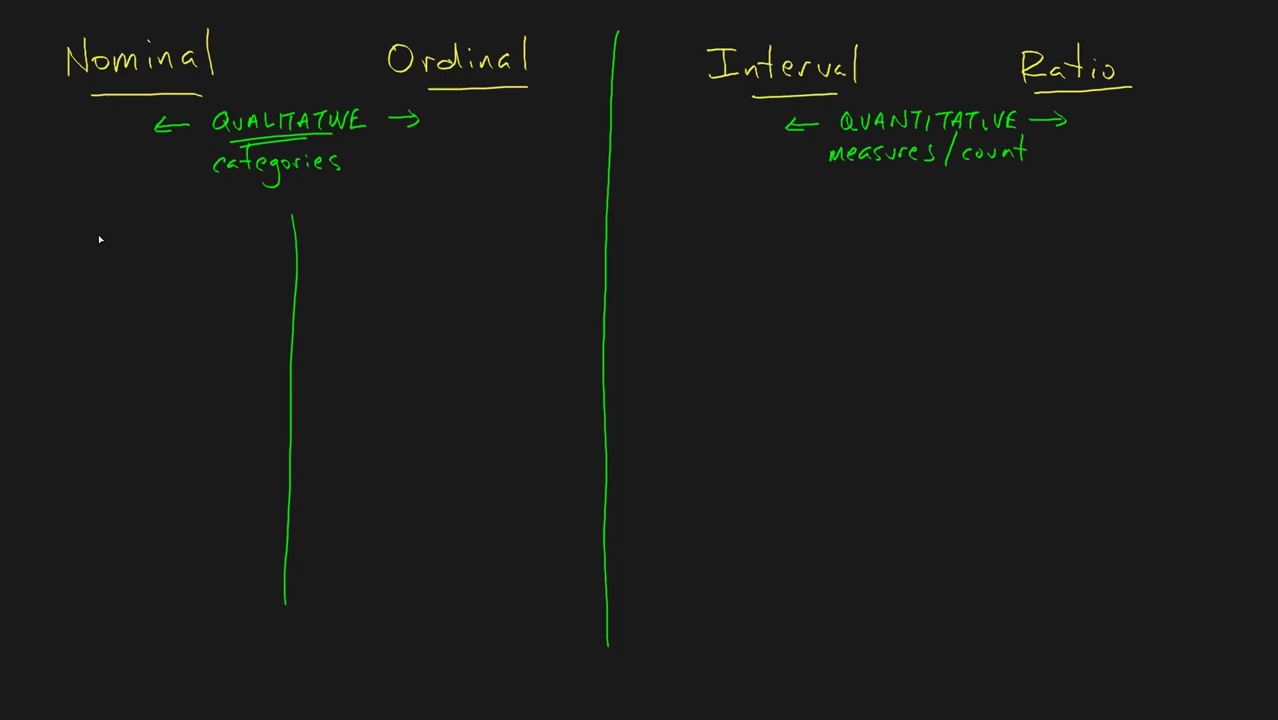 Nominal Ordinal Interval Ratio
← QUALITATIVE → ← QUANTITATIVE →
categories measures/count